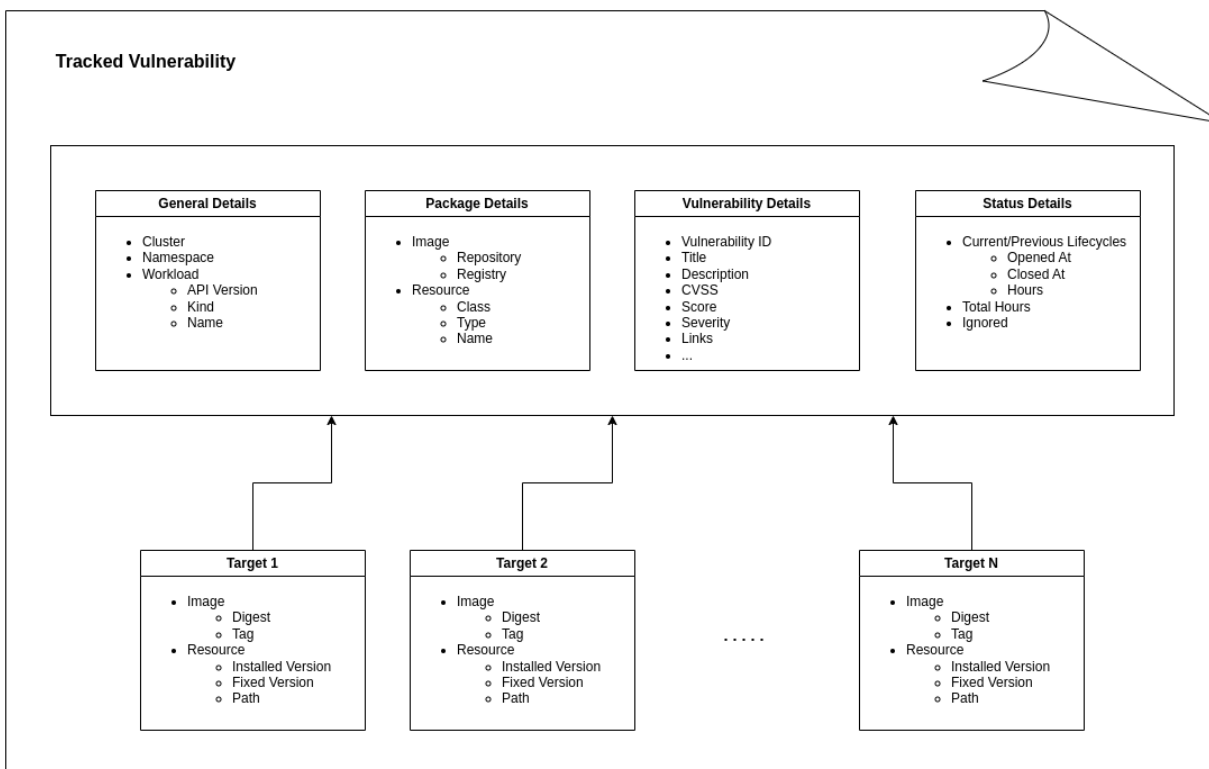 Tracked Vulnerability
General Details
Cluster
Namespace
Workload
API Version
Kind
Name
Package Details
Image
Repository
Registry
Resource
Class
Type
Name
Vulnerability Details
Vulnerability ID
Title
Description
CVSS
Score
Severity
Links
...
Status Details
Current/Previous Lifecycles
Opened At
Closed At
Hours
Total Hours
Ignored
Target 1
Image
Digest
Tag
Resource
Installed Version
Fixed Version
Path
Target 2
Image
Digest
Tag
Resource
Installed Version
Fixed Version
Path
.....
Target N
Image
Digest
Tag
Resource
Installed Version
Fixed Version
Path